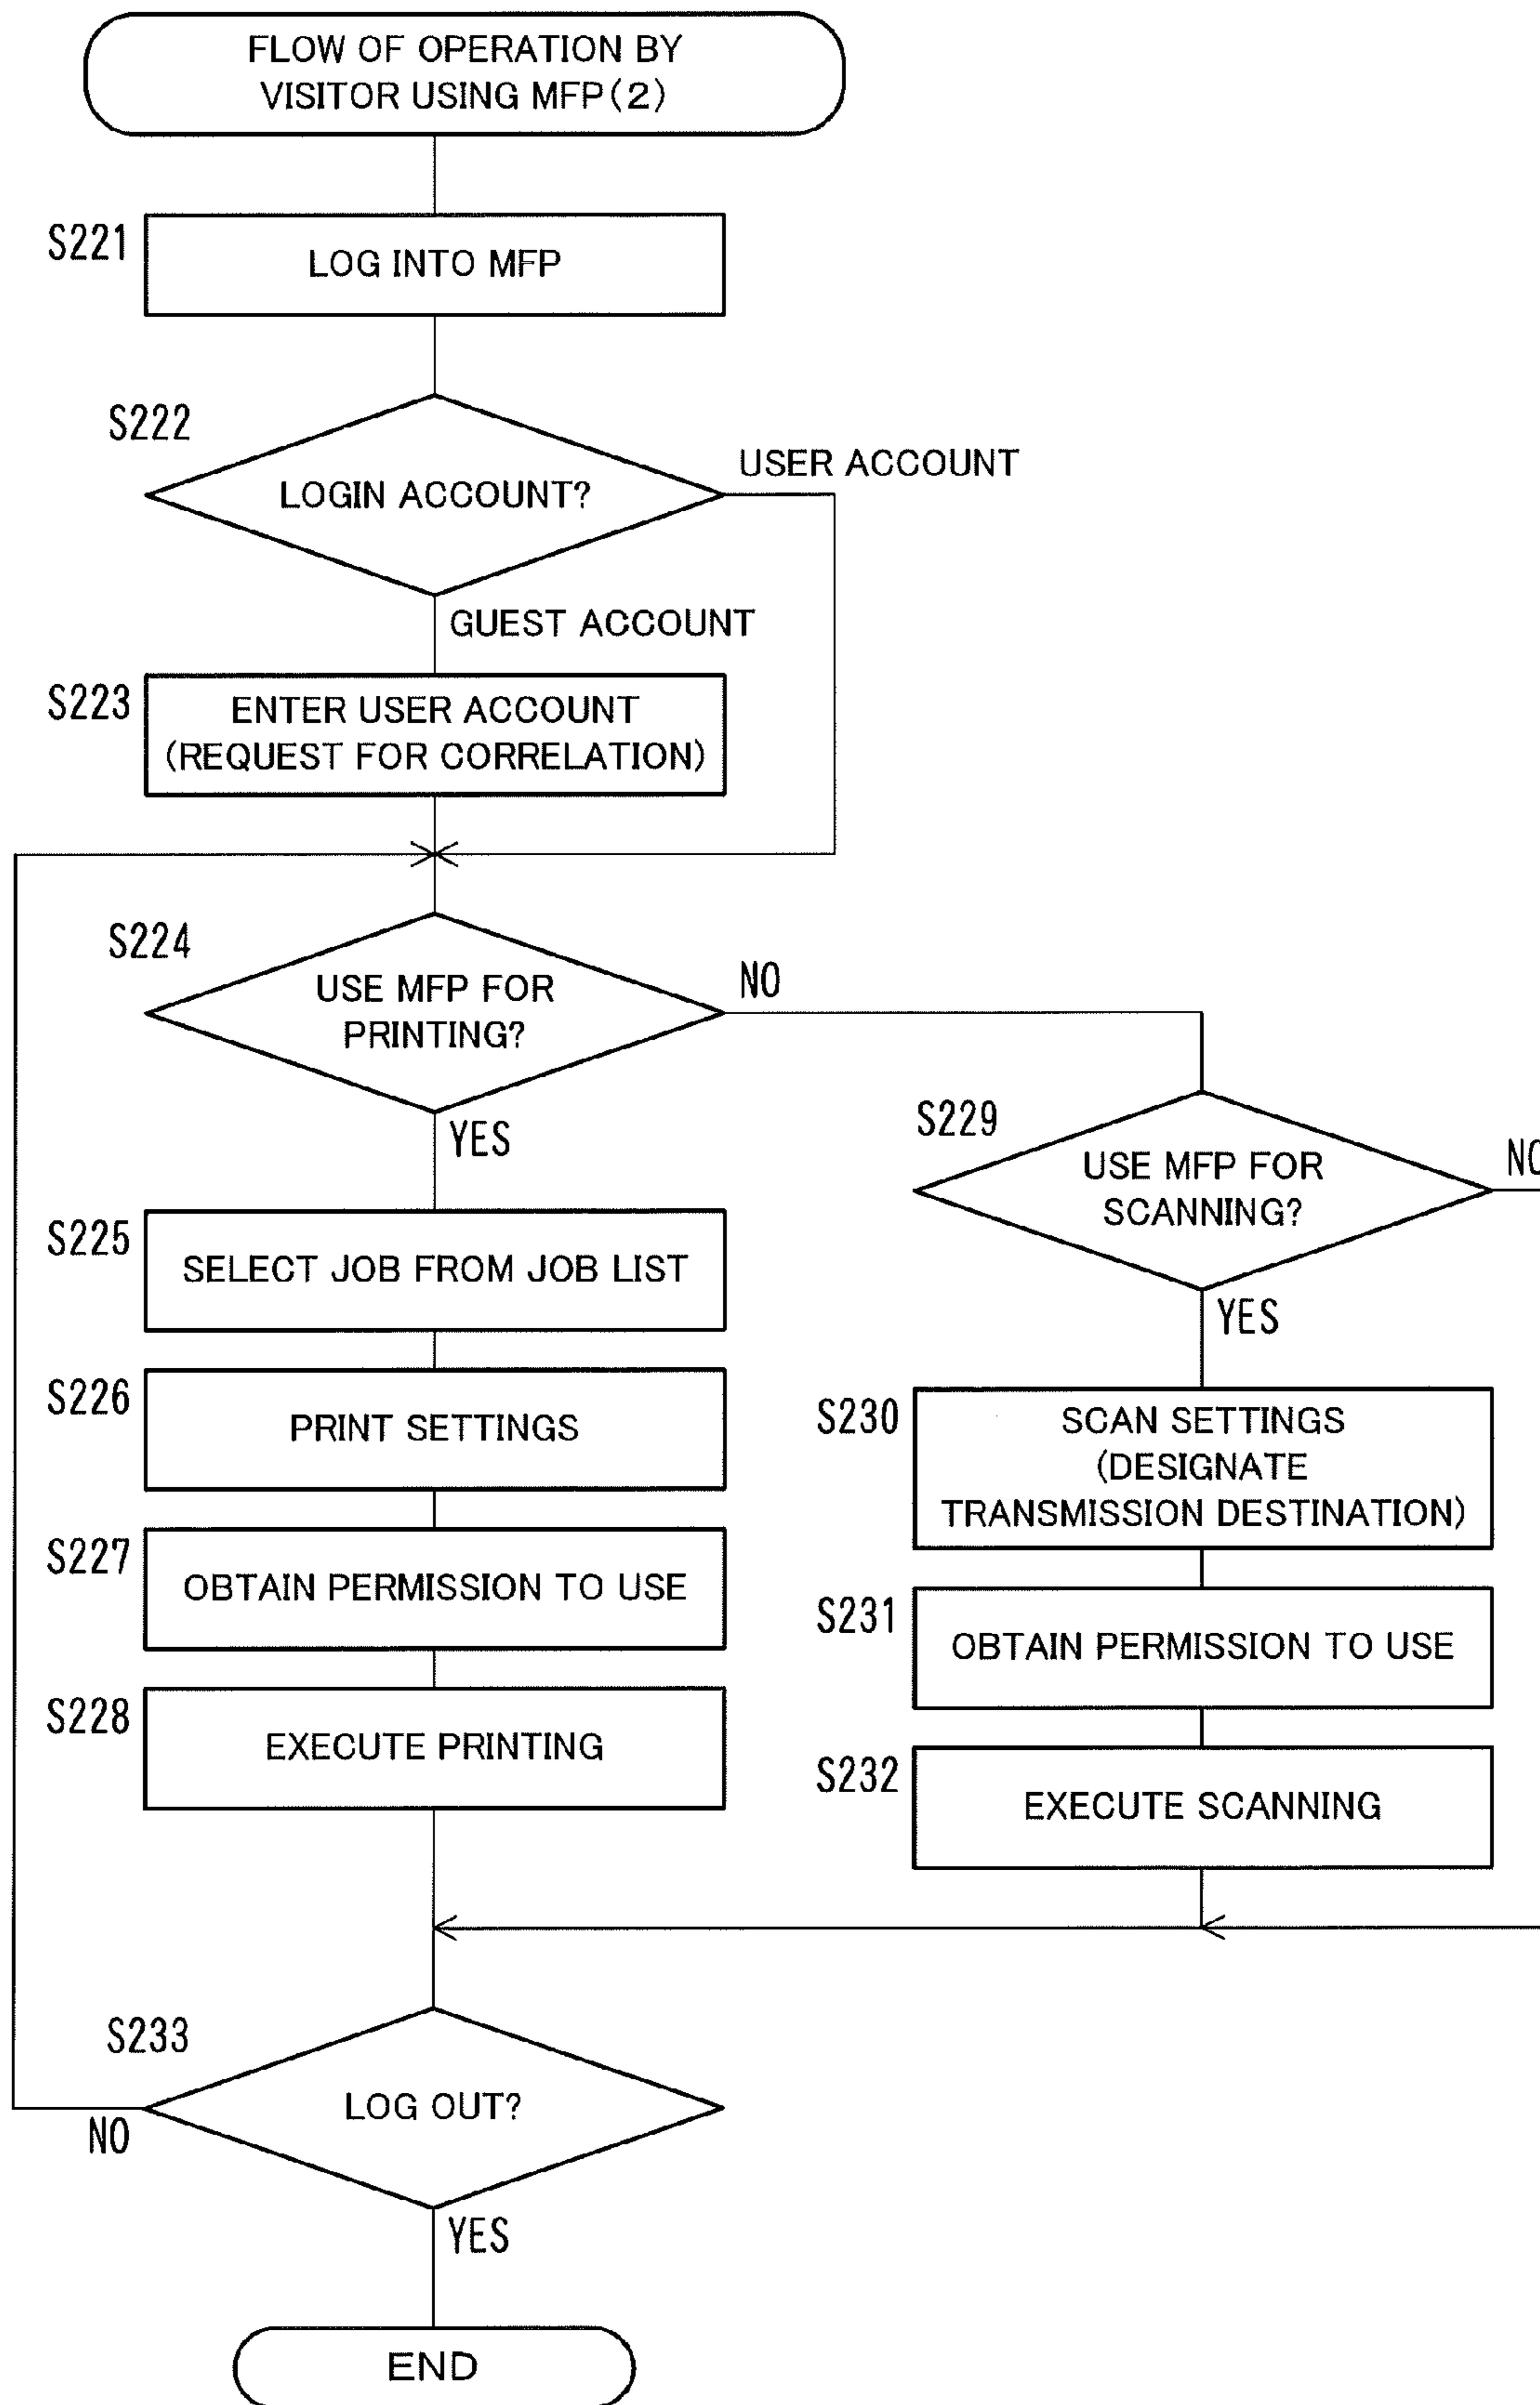 FLOW OF OPERATION BY
VISITOR USING MFP(2)
S221
LOG INTO MFP
S222
LOGIN ACCOUNT?
USER ACCOUNT
GUEST ACCOUNT
S223
ENTER USER ACCOUNT
(REQUEST FOR CORRELATION)
S224
USE MFP FOR
PRINTING?
NO
YES
S225
SELECT JOB FROM JOB LIST
S226
PRINT SETTINGS
S227
OBTAIN PERMISSION TO USE
S228
EXECUTE PRINTING
S229
USE MFP FOR
SCANNING?
NO
YES
S230
SCAN SETTINGS
(DESIGNATE
TRANSMISSION DESTINATION)
S231
OBTAIN PERMISSION TO USE
S232
EXECUTE SCANNING
S233
LOG OUT?
NO
YES
END